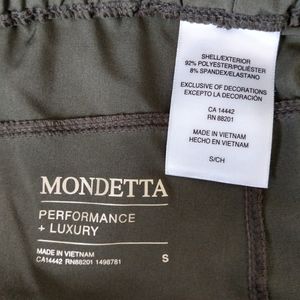 SHELL/EXTERIOR
92% POLYESTER/POLIÉSTER
8% SPANDEX/ELASTANO
EXCLUSIVE OF DECORATIONS
EXCEPTO LA DECORACIÓN
CA 14442
RN 88201
MADE IN VIETNAM
HECHO EN VIETNAM
S/CH
MONDETTA
PERFORMANCE
+ LUXURY
MADE IN VIETNAM
CA14442 RN88201 1498781 S